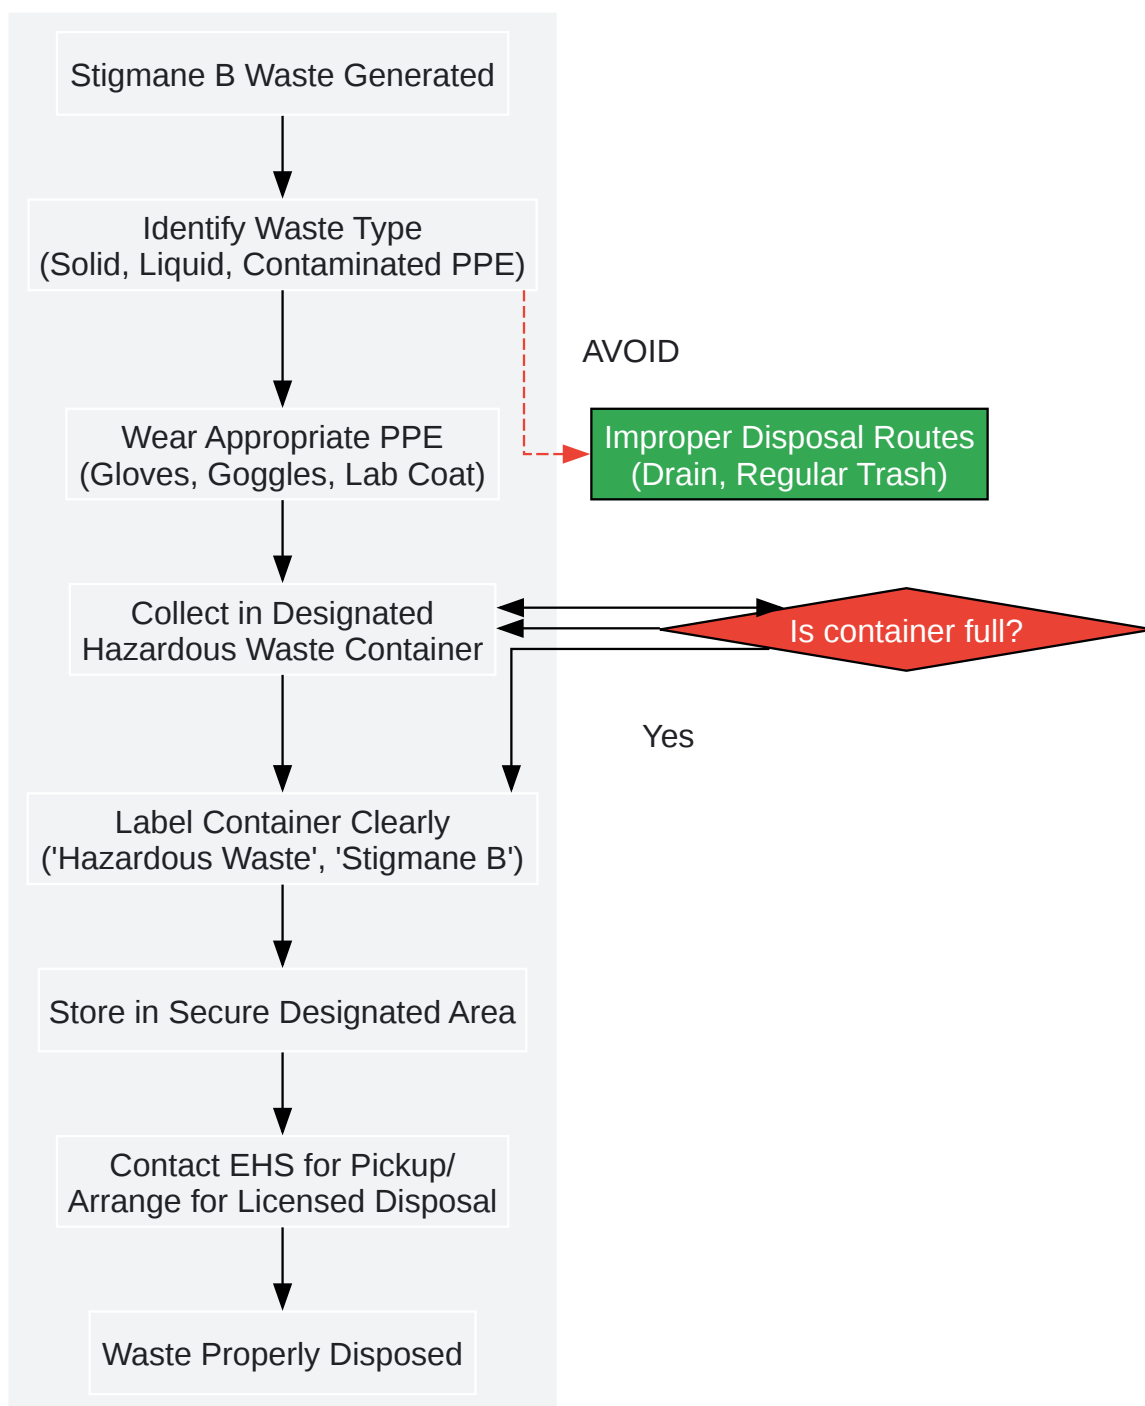 Stigmane B Waste Generated
Identify Waste Type
(Solid, Liquid, Contaminated PPE)
AVOID
Wear Appropriate PPE
(Gloves, Goggles, Lab Coat)
Improper Disposal Routes
(Drain, Regular Trash)
Collect in Designated
Hazardous Waste Container
Is container full?
Yes
Label Container Clearly
('Hazardous Waste', 'Stigmane B')
Store in Secure Designated Area
Contact EHS for Pickup/
Arrange for Licensed Disposal
Waste Properly Disposed